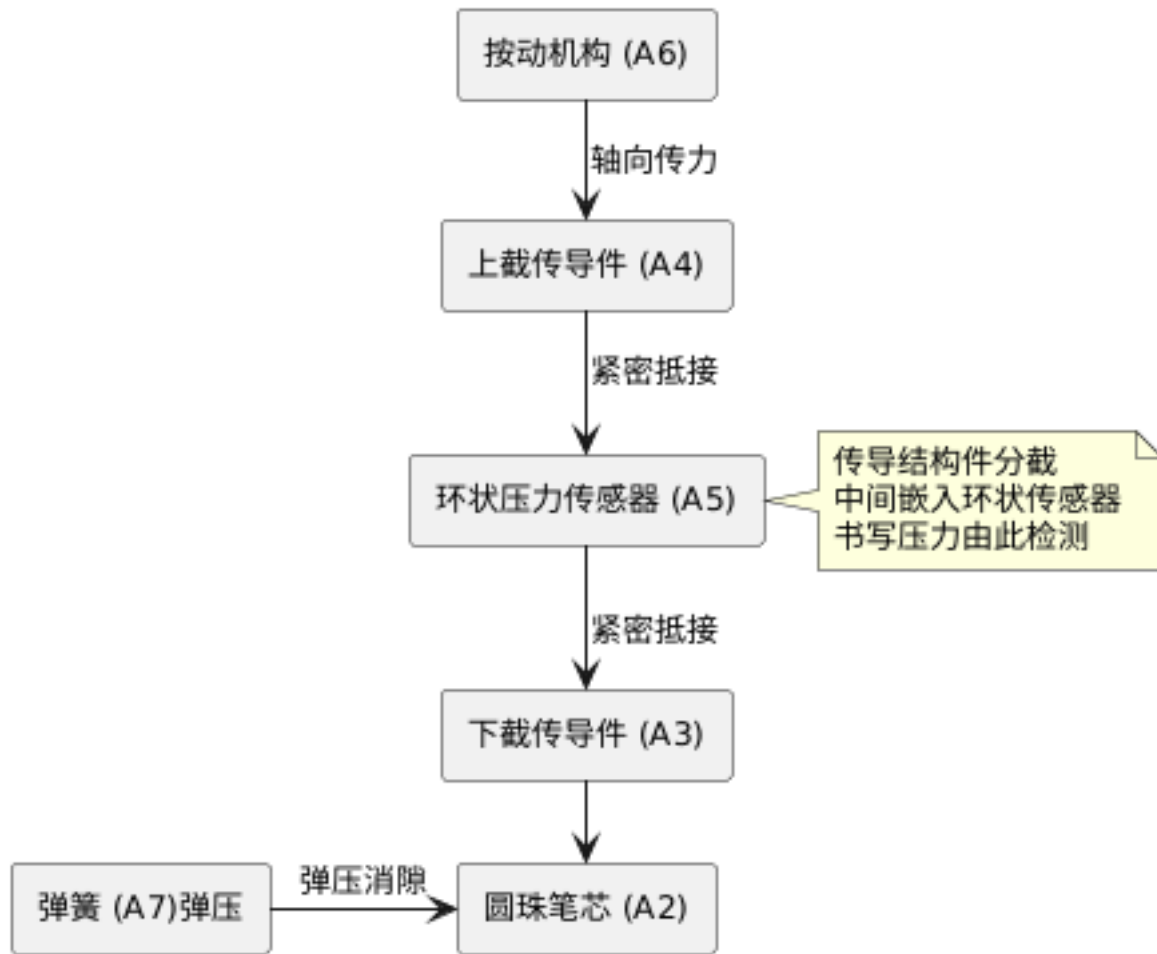 按动机构 (A6)
轴向传力
上截传导件 (A4)
紧密抵接
环状压力传感器 (A5)
传导结构件分截
中间嵌入环状传感器
书写压力由此检测
紧密抵接
下截传导件 (A3)
弹簧 (A7)弹压
弹压消隙
圆珠笔芯 (A2)